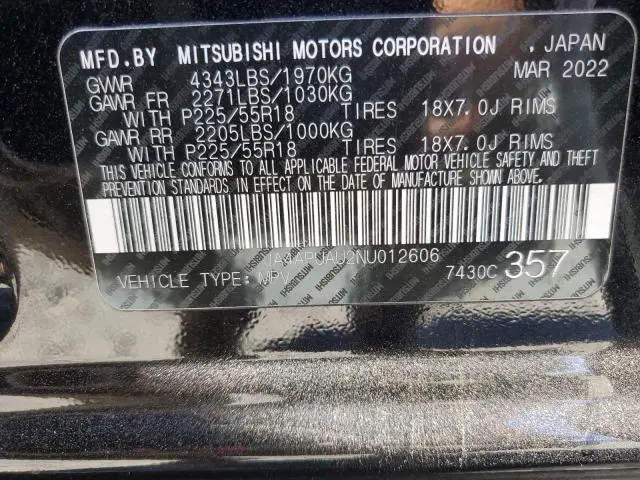 MFD.BY MITSUBISHI MOTORS CORPORATION , JAPAN
GVWR 4343LBS/1970KG MAR 2022
GAWR FR 2271LBS/1030KG
WITH P225/55R18 TIRES 18X7.0J RIMS
GAWR RR 2205LBS/1000KG
WITH P225/55R18 TIRES 18X7.0J RIMS
THIS VEHICLE CONFORMS TO ALL APPLICABLE FEDERAL MOTOR VEHICLE SAFETY AND THEFT
PREVENTION STANDARDS IN EFFECT ON THE DATE OF MANUFACTURE SHOWN ABOVE.
VEHICLE TYPE: MPV 7430C 357